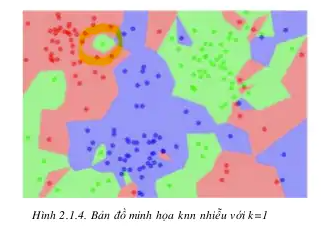 Hình 2.1.4. Bản đồ minh họa knn nhiễu với k=1